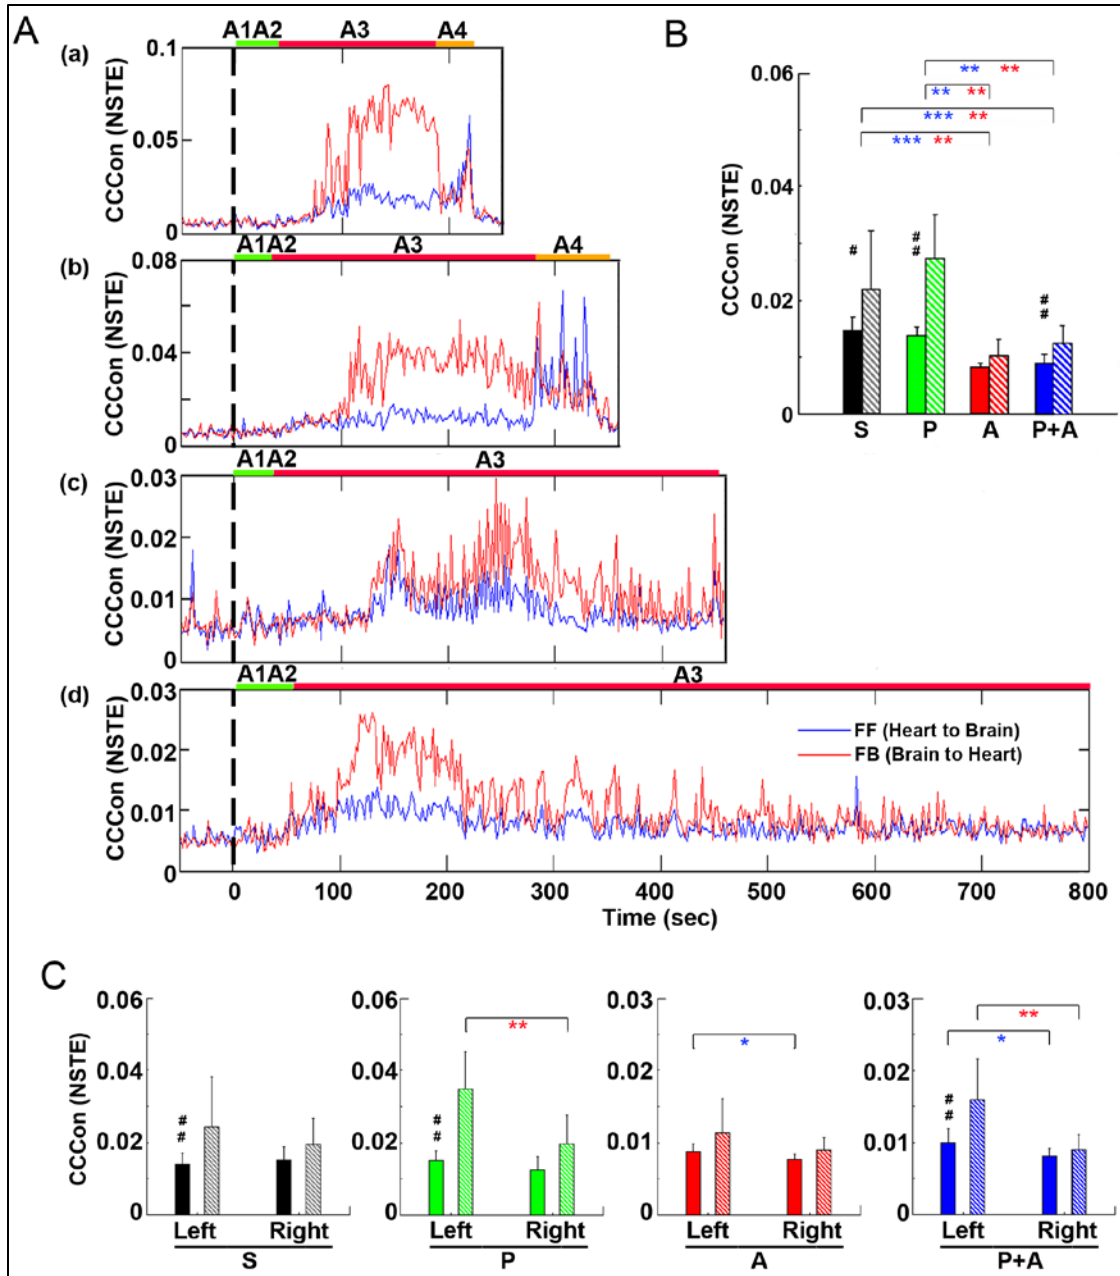 A
(a)
A1A2 A3 A4
CCCon (NSTE)
0.1
0.05
0
(b)
A1A2 A3 A4
CCCon (NSTE)
0.08
0.04
0
(c)
A1A2 A3
CCCon (NSTE)
0.03
0.02
0.01
0
(d)
A1A2 A3
CCCon (NSTE)
0.03
0.02
0.01
0
FF (Heart to Brain)
FB (Brain to Heart)
0 100 200 300 400 500 600 700 800
Time (sec)
B
CCCon (NSTE)
0.06
0.04
0.02
0
** **
** **
*** **
*** **
#
#
#
#
#
S P A P+A
C
CCCon (NSTE)
0.06
0.04
0.02
0
#
#
Left Right
S
0.06
0.04
0.02
0
**
#
#
Left Right
P
0.03
0.02
0.01
0
*
Left Right
A
0.03
0.02
0.01
0
**
*
#
#
Left Right
P+A